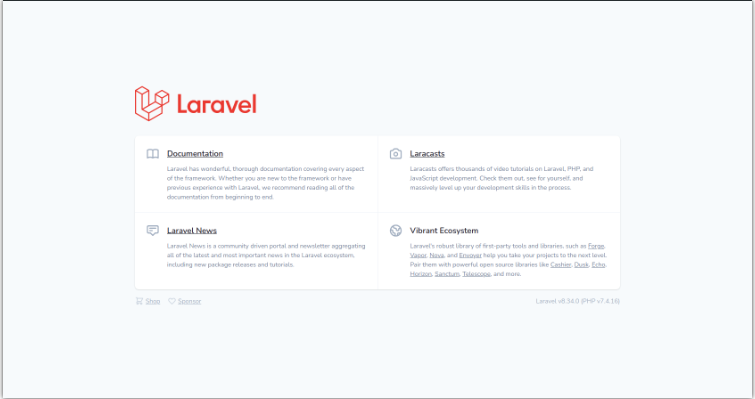 Laravel
Documentation
Laravel has wonderful, thorough documentation covering every aspect
of the framework. Whether you are new to the framework or have
previous experience with Laravel, we recommend reading all of the
documentation from beginning to end.
Laracasts
Laracasts offers thousands of video tutorials on Laravel, PHP, and
JavaScript development. Check them out, see for yourself, and
massively level up your development skills in the process.
Laravel News
Laravel News is a community driven portal and newsletter aggregating
all of the latest and most important news in the Laravel ecosystem,
including new package releases and tutorials.
Vibrant Ecosystem
Laravel's robust library of first-party tools and libraries, such as Forge,
Vapor, Nova, and Envoyer help you take your projects to the next level.
Pair them with powerful open source libraries like Cashier, Dusk, Echo,
Horizon, Sanctum, Telescope, and more.
Shop Sponsor
Laravel v8.34.0 (PHP v7.4.16)